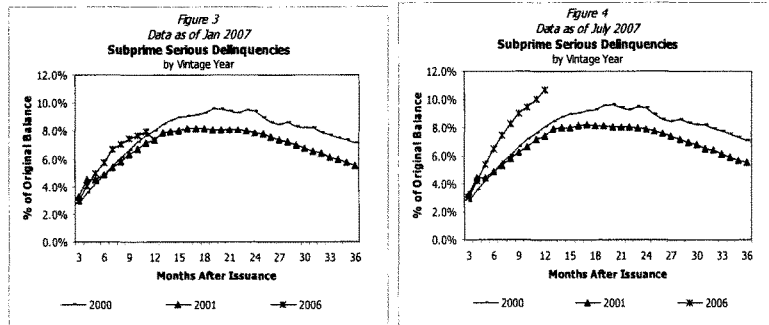 Figure 3
Data as of Jan 2007
Subprime Serious Delinquencies
by Vintage Year
12.0%
10.0%
8.0%
6.0%
4.0%
2.0%
0.0%
% of Original Balance
3 6 9 12 15 18 21 24 27 30 33 36
Months After Issuance
2000 2001 2006
Figure 4
Data as of July 2007
Subprime Serious Delinquencies
by Vintage Year
12.0%
10.0%
8.0%
6.0%
4.0%
2.0%
0.0%
% of Original Balance
3 6 9 12 15 18 21 24 27 30 33 36
Months After Issuance
2000 2001 2006